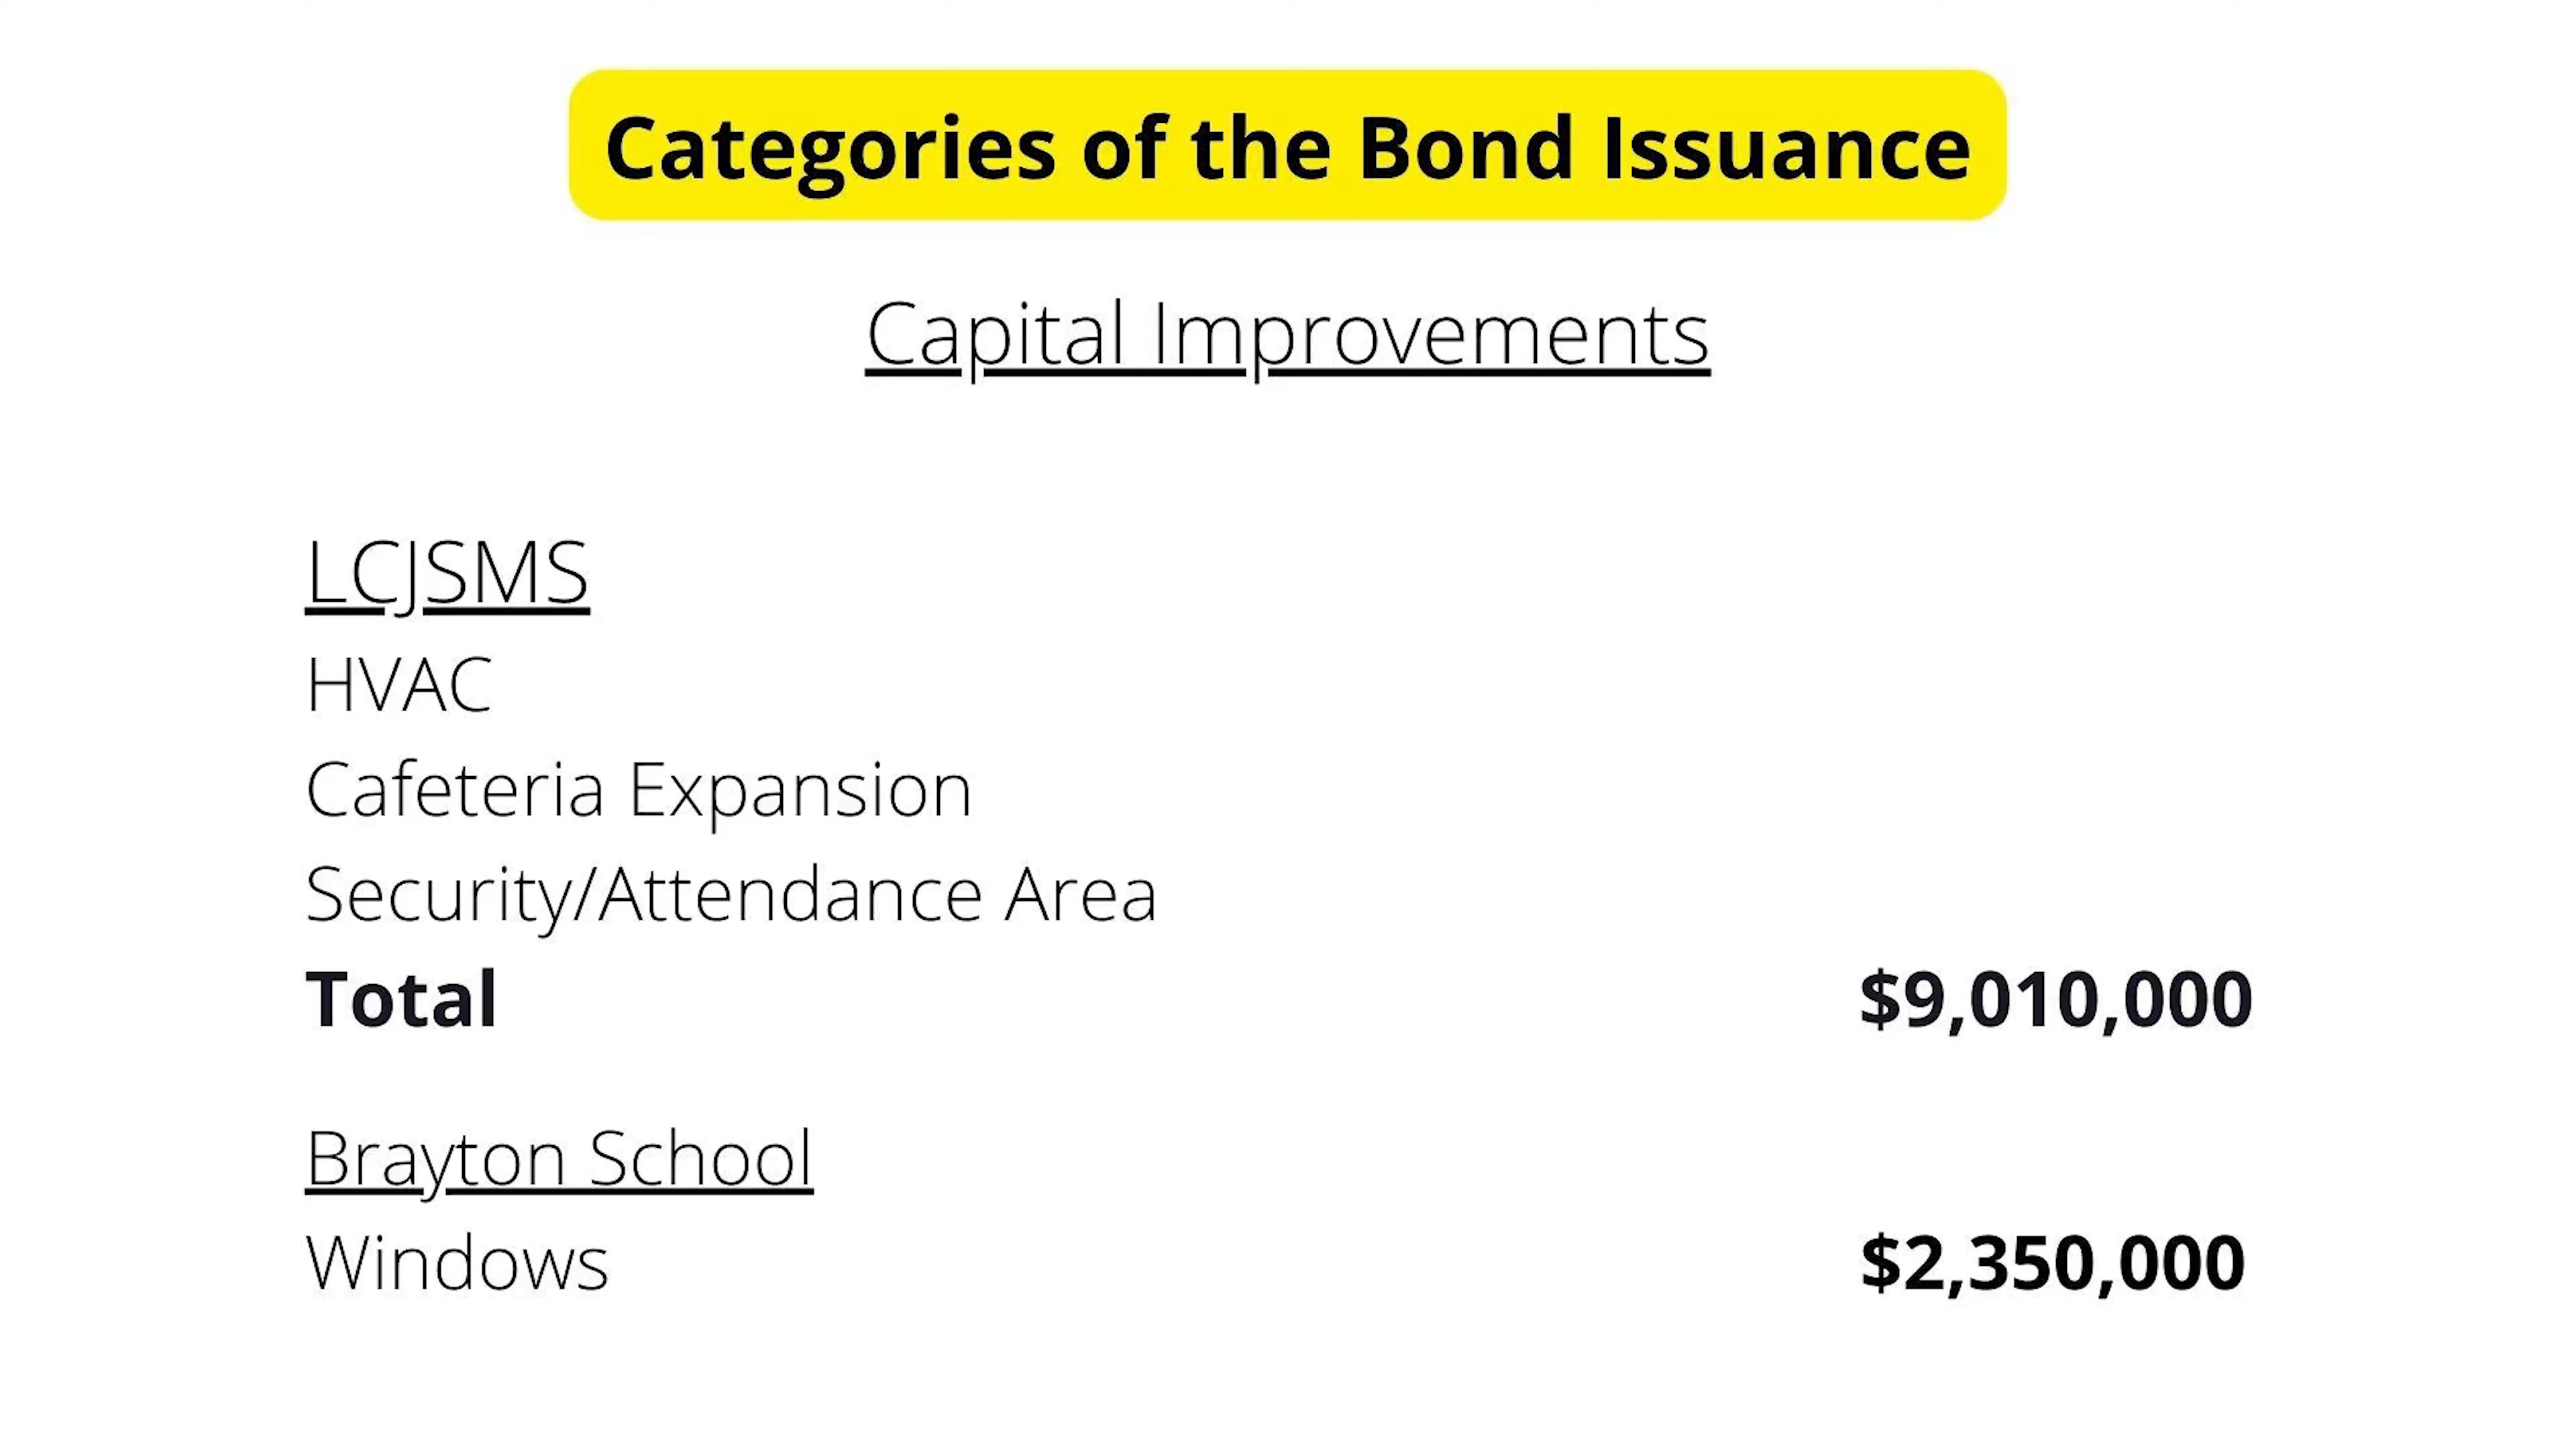 Categories of the Bond Issuance
Capital Improvements
LCJSMS
HVAC
Cafeteria Expansion
Security/Attendance Area
Total $9,010,000
Brayton School
Windows $2,350,000